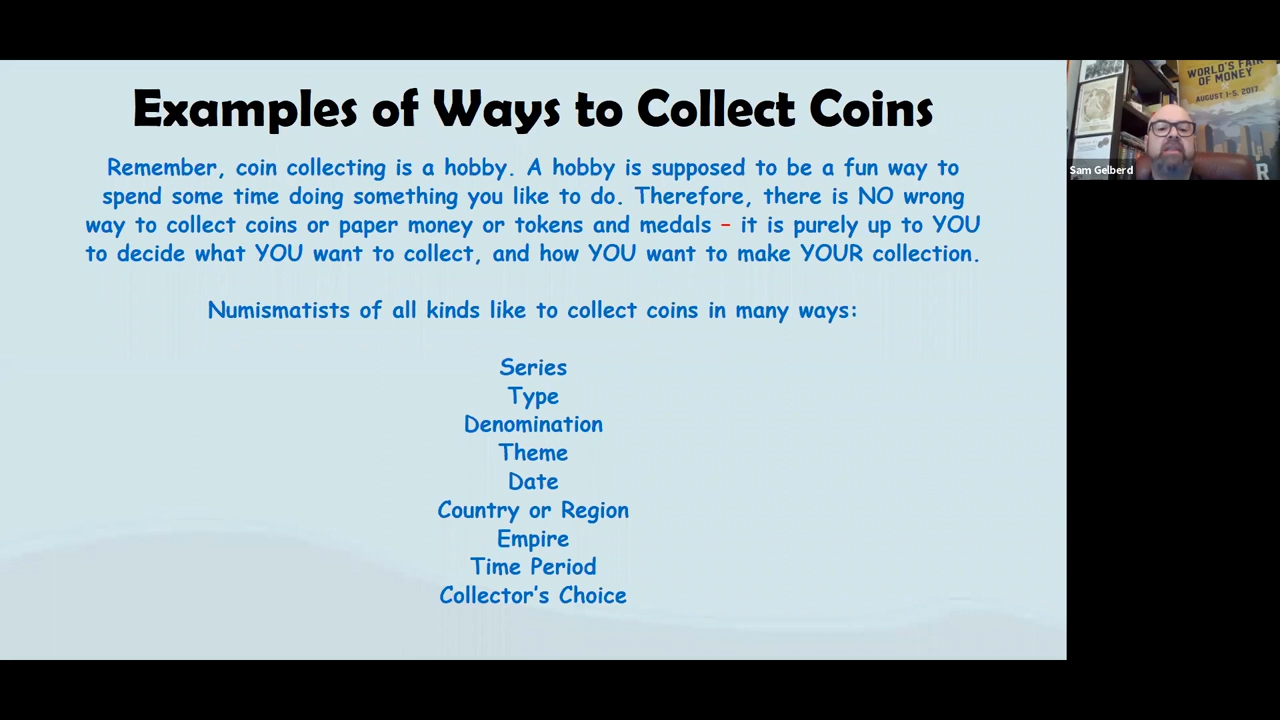 Examples of Ways to Collect Coins
Remember, coin collecting is a hobby. A hobby is supposed to be a fun way to
spend some time doing something you like to do. Therefore, there is NO wrong
way to collect coins or paper money or tokens and medals – it is purely up to YOU
to decide what YOU want to collect, and how YOU want to make YOUR collection.
Numismatists of all kinds like to collect coins in many ways:
Series
Type
Denomination
Theme
Date
Country or Region
Empire
Time Period
Collector's Choice
WORLD'S FAIR
OF MONEY
AUGUST 1-5, 2017
Sam Gelberd